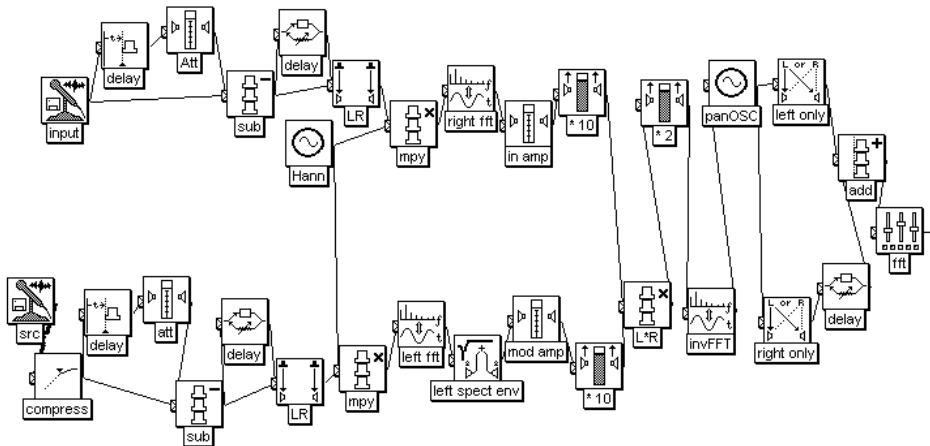 input
delay
Att
sub
delay
LR
Hann
mpy
right fft
in amp
* 10
* 2
panOSC
L or R
left only
add
fft
src
compress
delay
att
sub
delay
LR
mpy
left fft
left spect env
mod amp
* 10
L*R
invFFT
L or R
right only
delay